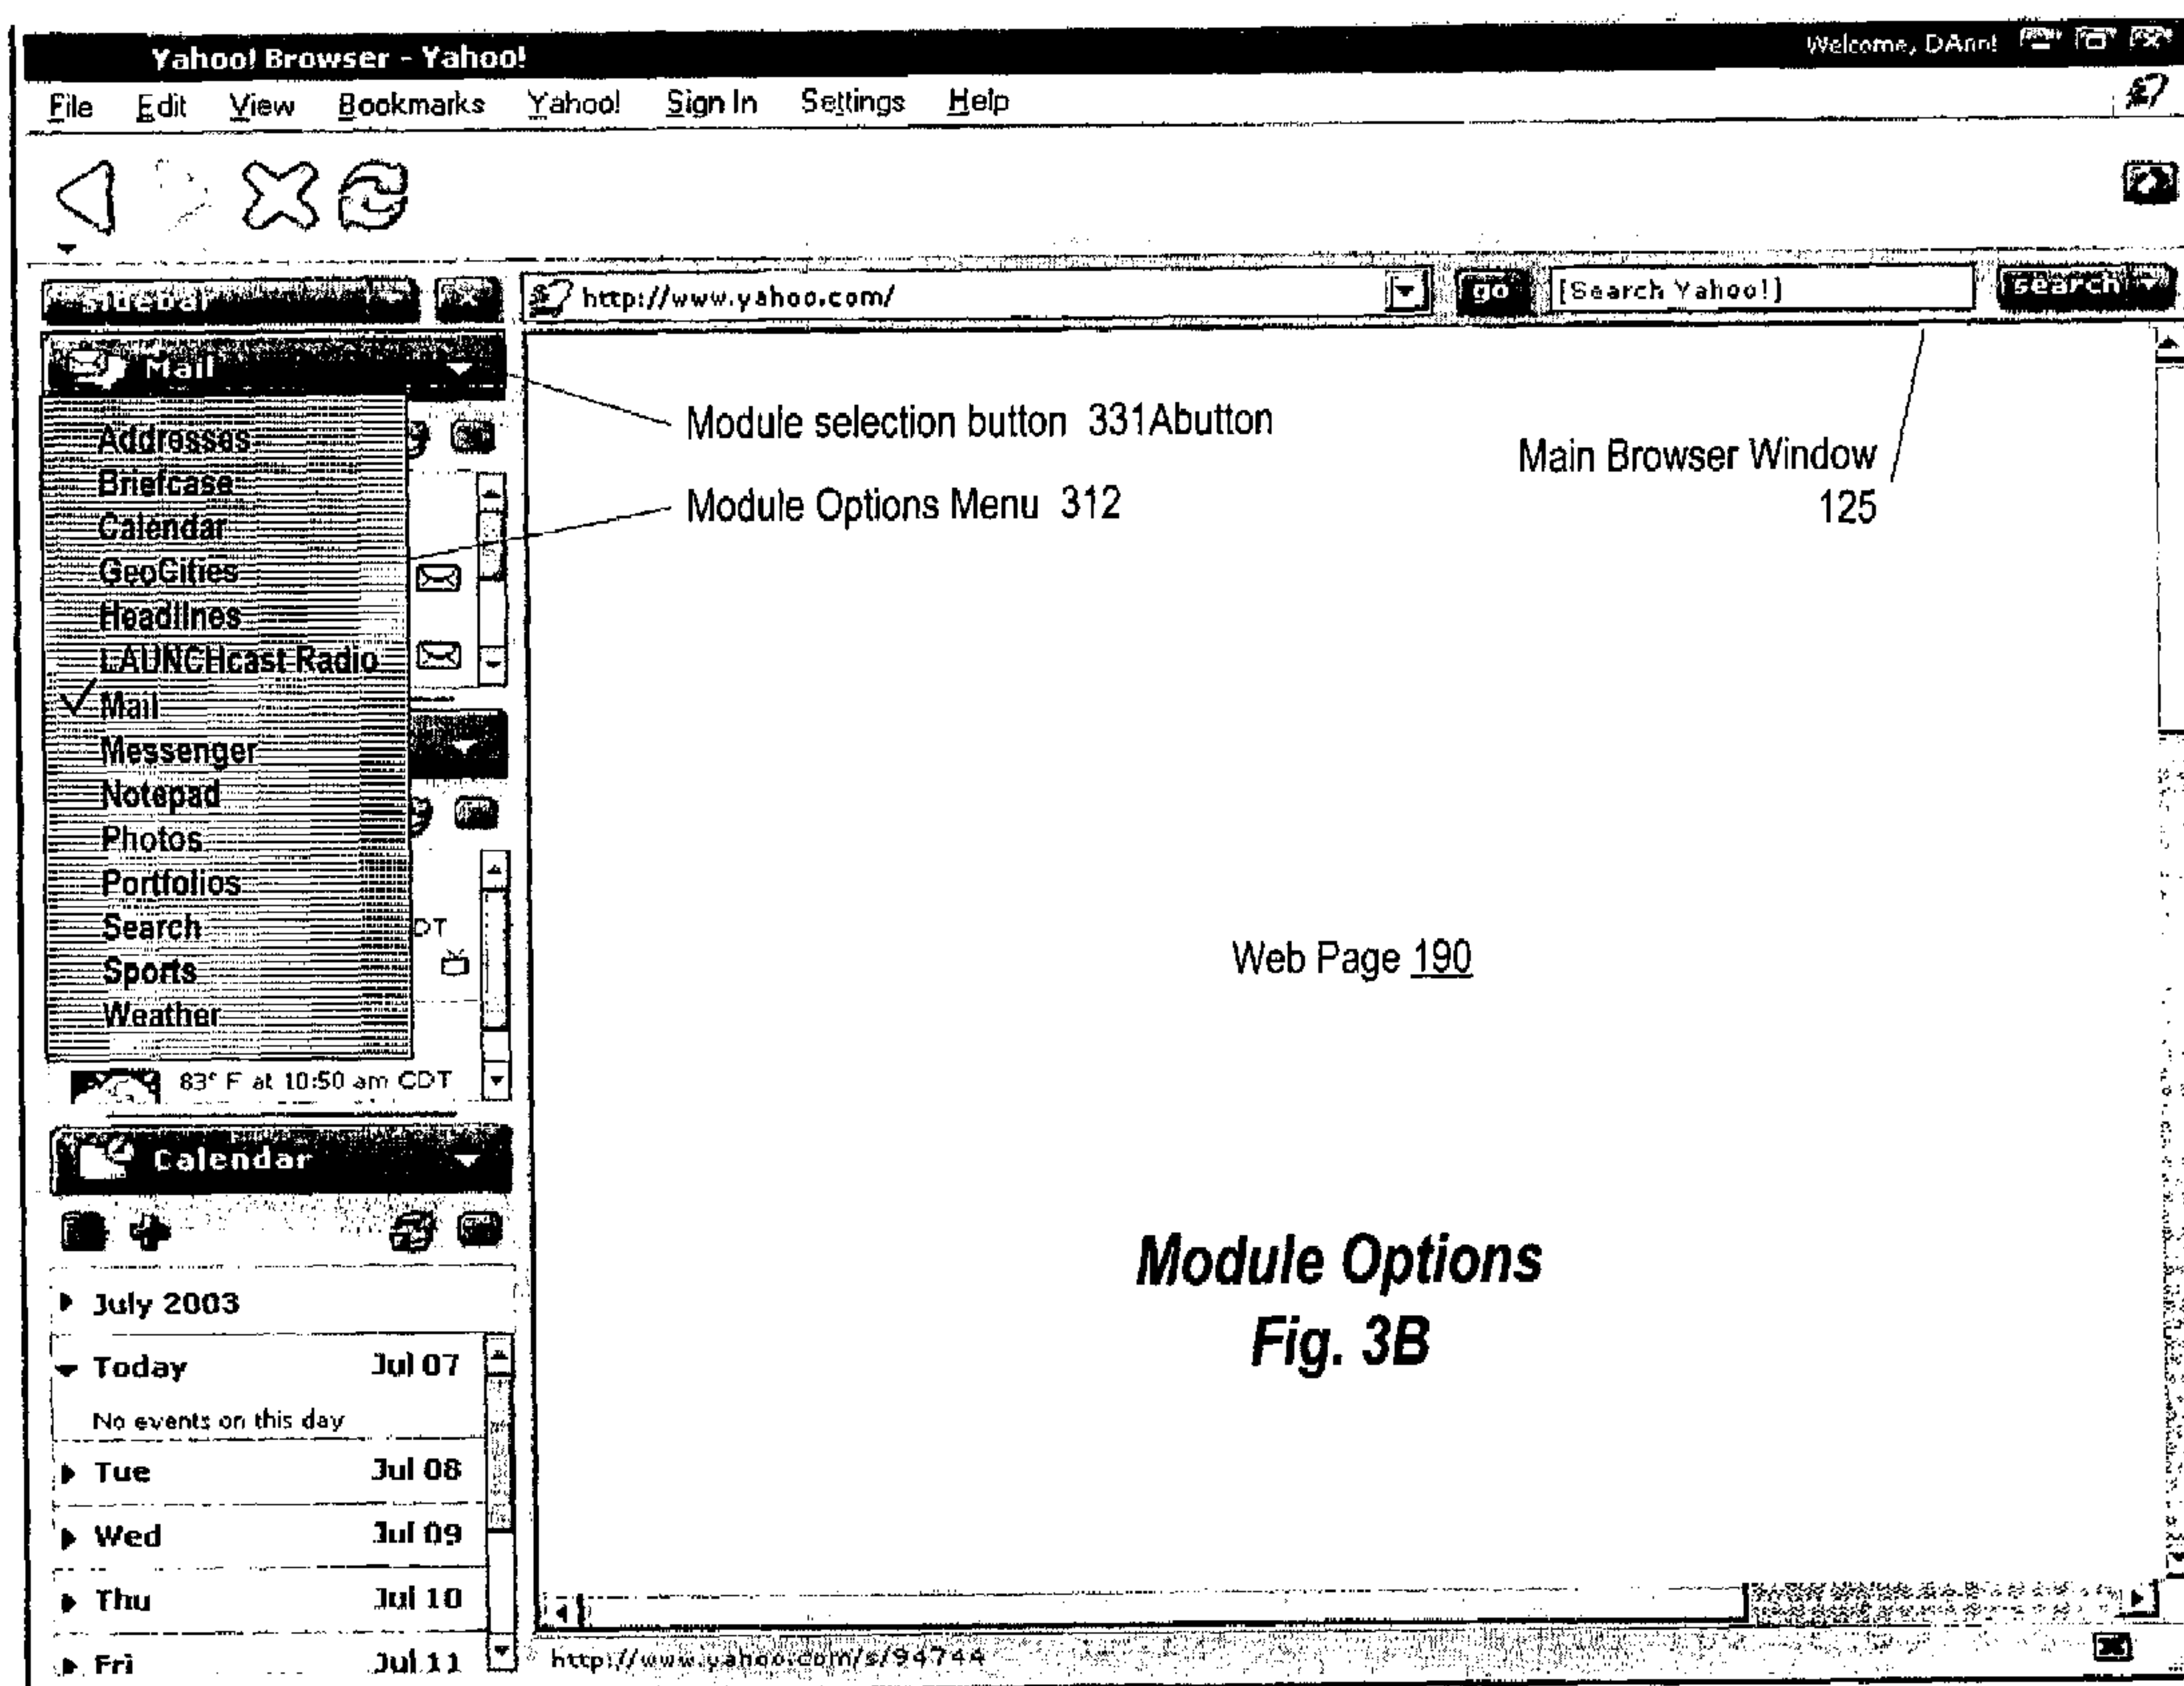 Yahoo! Browser - Yahoo!
Welcome, DAnn!
File Edit View Bookmarks Yahoo! Sign In Settings Help
Sidebar
http://www.yahoo.com/
go
[Search Yahoo!]
search
Mail
Addresses
Briefcase
Calendar
GeoCities
Headlines
LAUNCHcast Radio
Mail
Messenger
Notepad
Photos
Portfolios
Search
Sports
Weather
DT
83° F at 10:50 am CDT
Module selection button 331Abutton
Module Options Menu 312
Main Browser Window
125
Web Page 190
Calendar
July 2003
Today Jul 07
No events on this day
Tue Jul 08
Wed Jul 09
Thu Jul 10
Fri Jul 11
Module Options
Fig. 3B
http://www.yahoo.com/s/94744